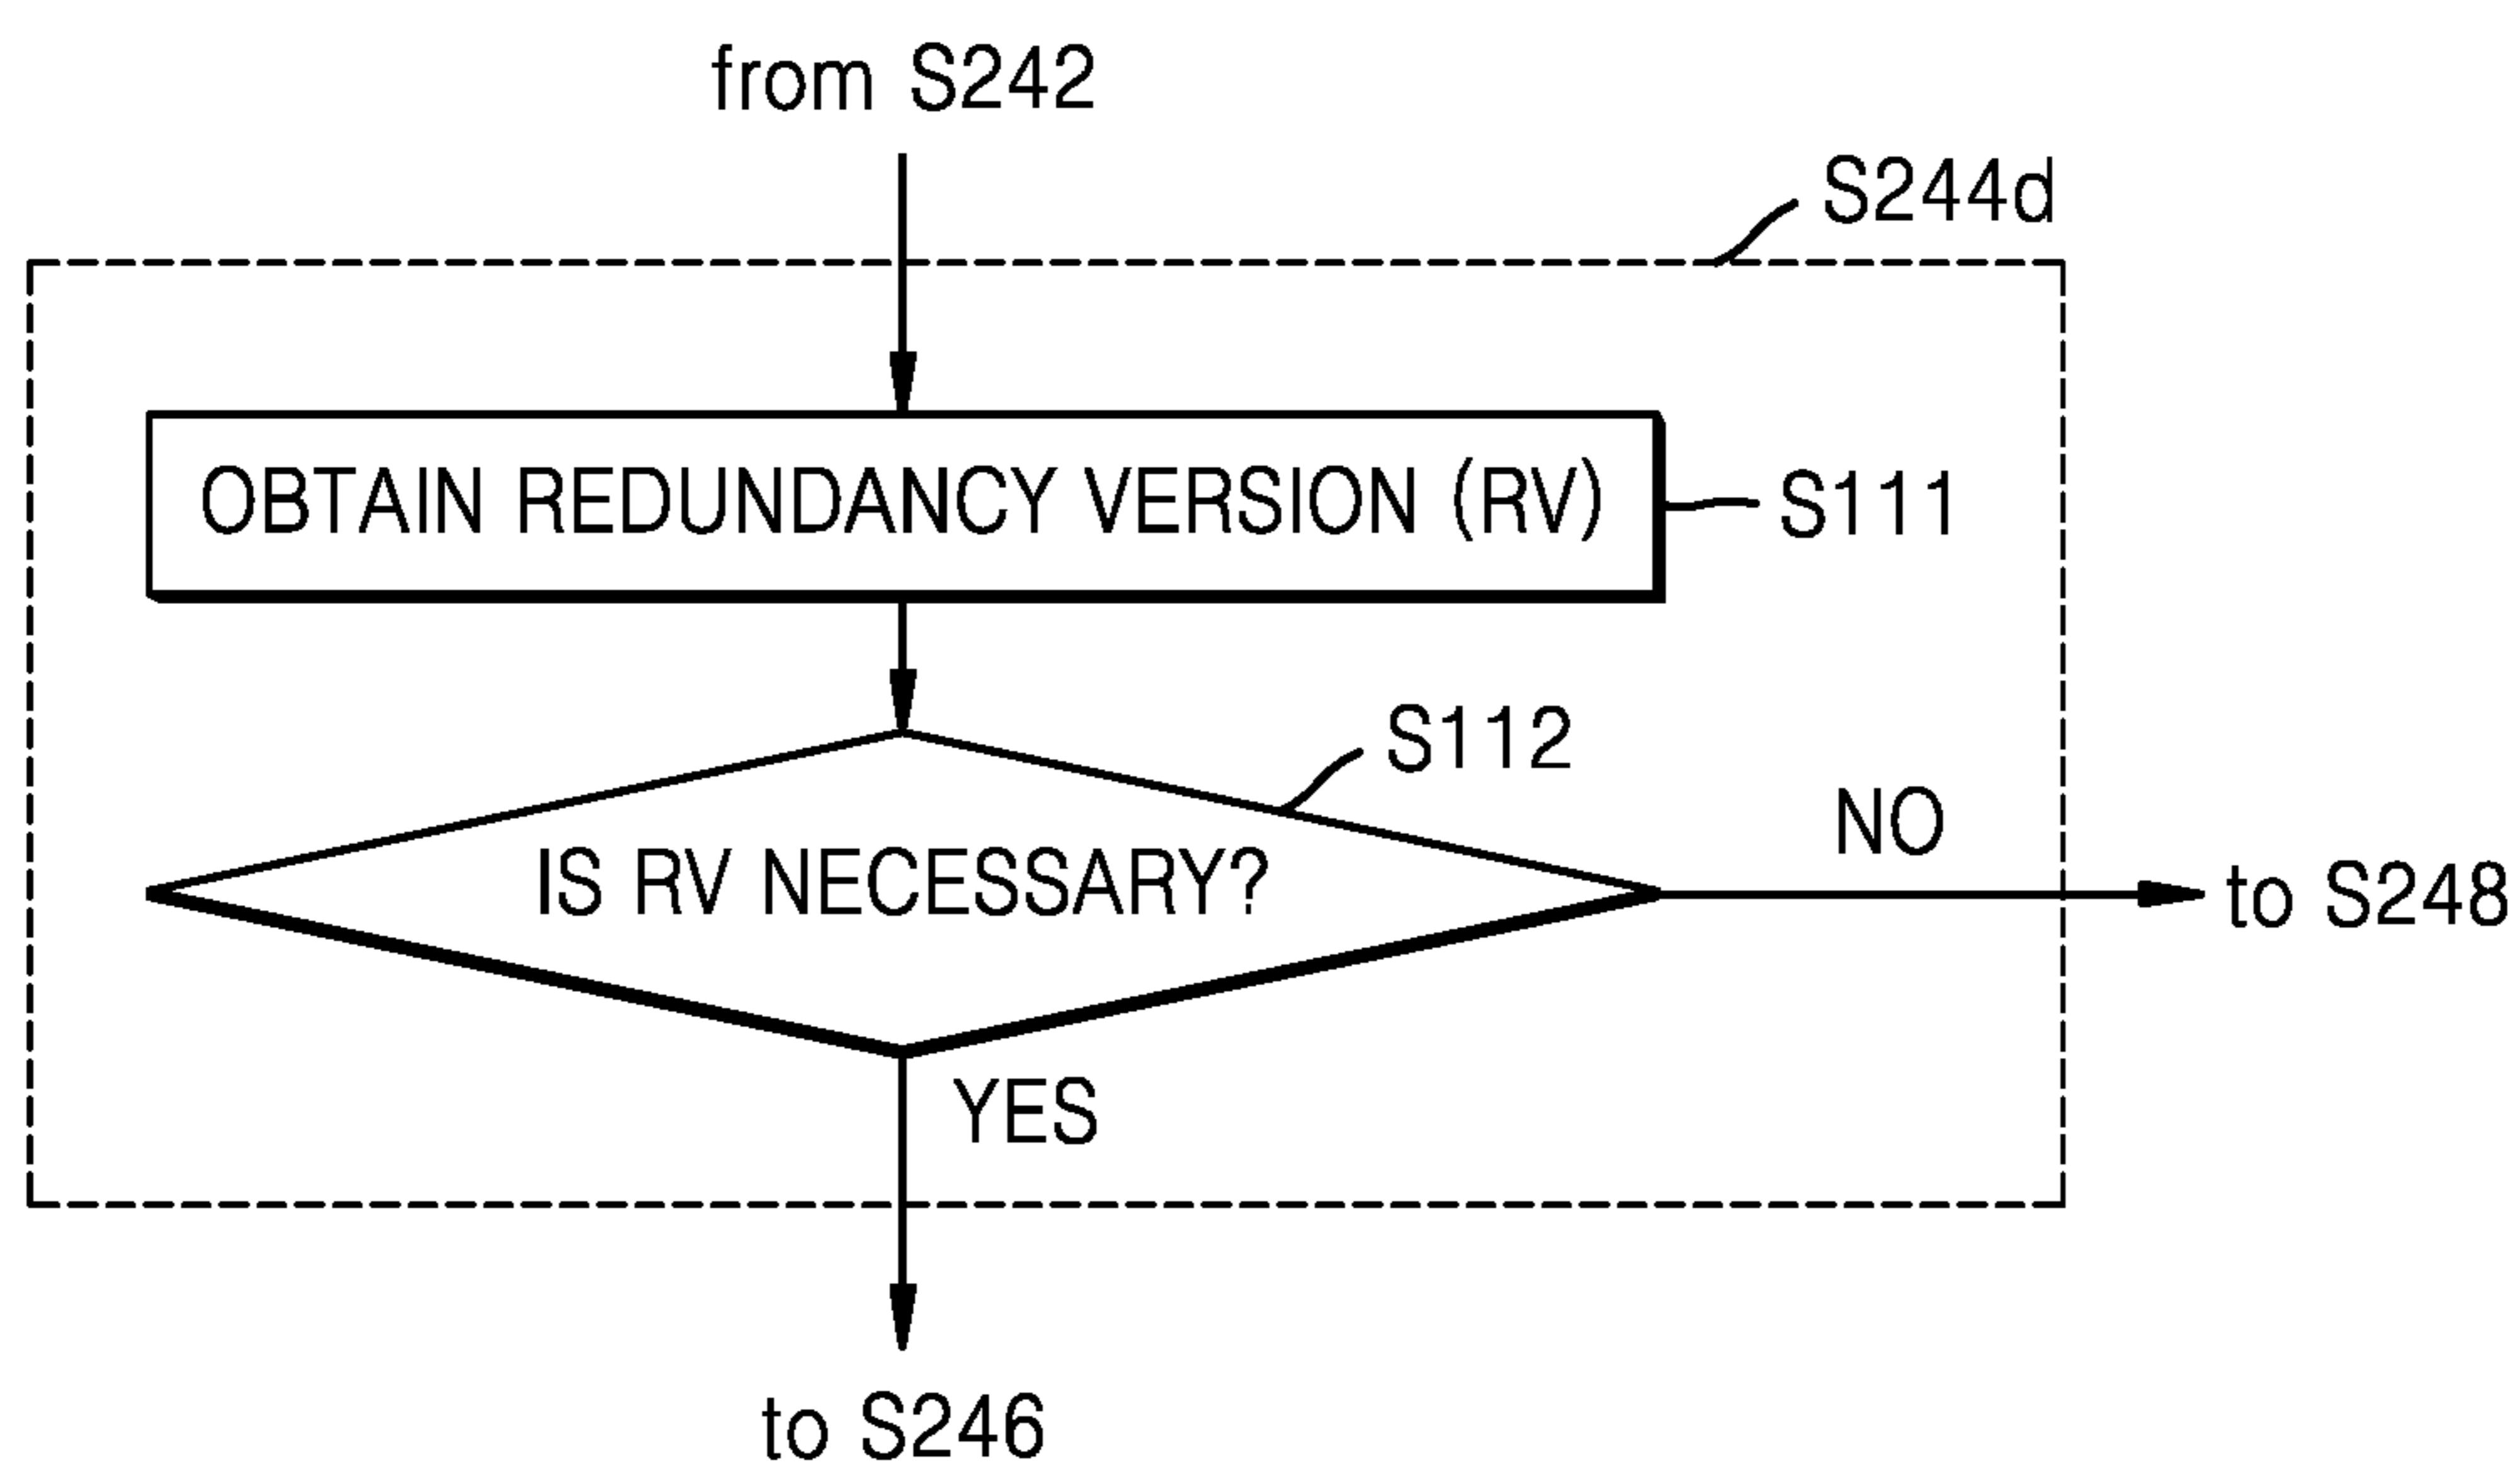 from S242
S244d
OBTAIN REDUNDANCY VERSION (RV)
S111
S112
IS RV NECESSARY?
NO
to S248
YES
to S246